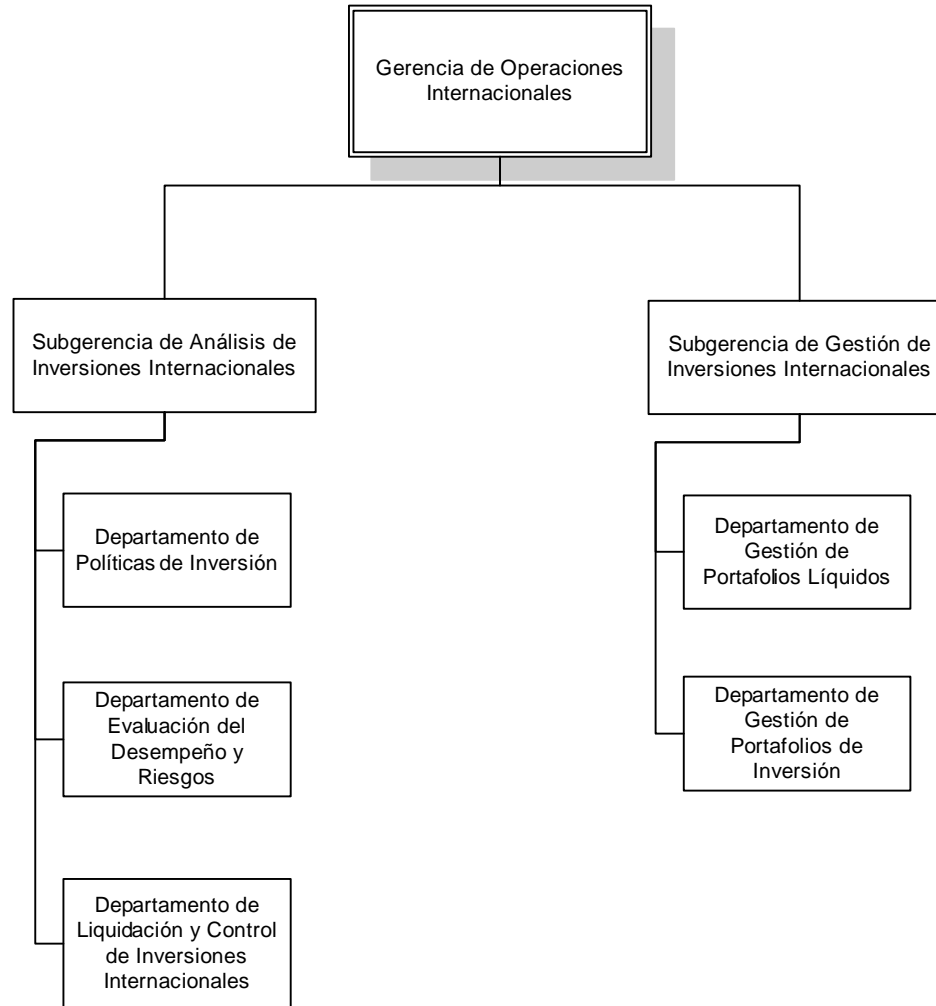 Gerencia de Operaciones
Internacionales
Subgerencia de Análisis de
Inversiones Internacionales
Subgerencia de Gestión de
Inversiones Internacionales
Departamento de
Políticas de Inversión
Departamento de
Gestión de
Portafolios Líquidos
Departamento de
Evaluación del
Desempeño y
Riesgos
Departamento de
Gestión de
Portafolios de
Inversión
Departamento de
Liquidación y Control
de Inversiones
Internacionales